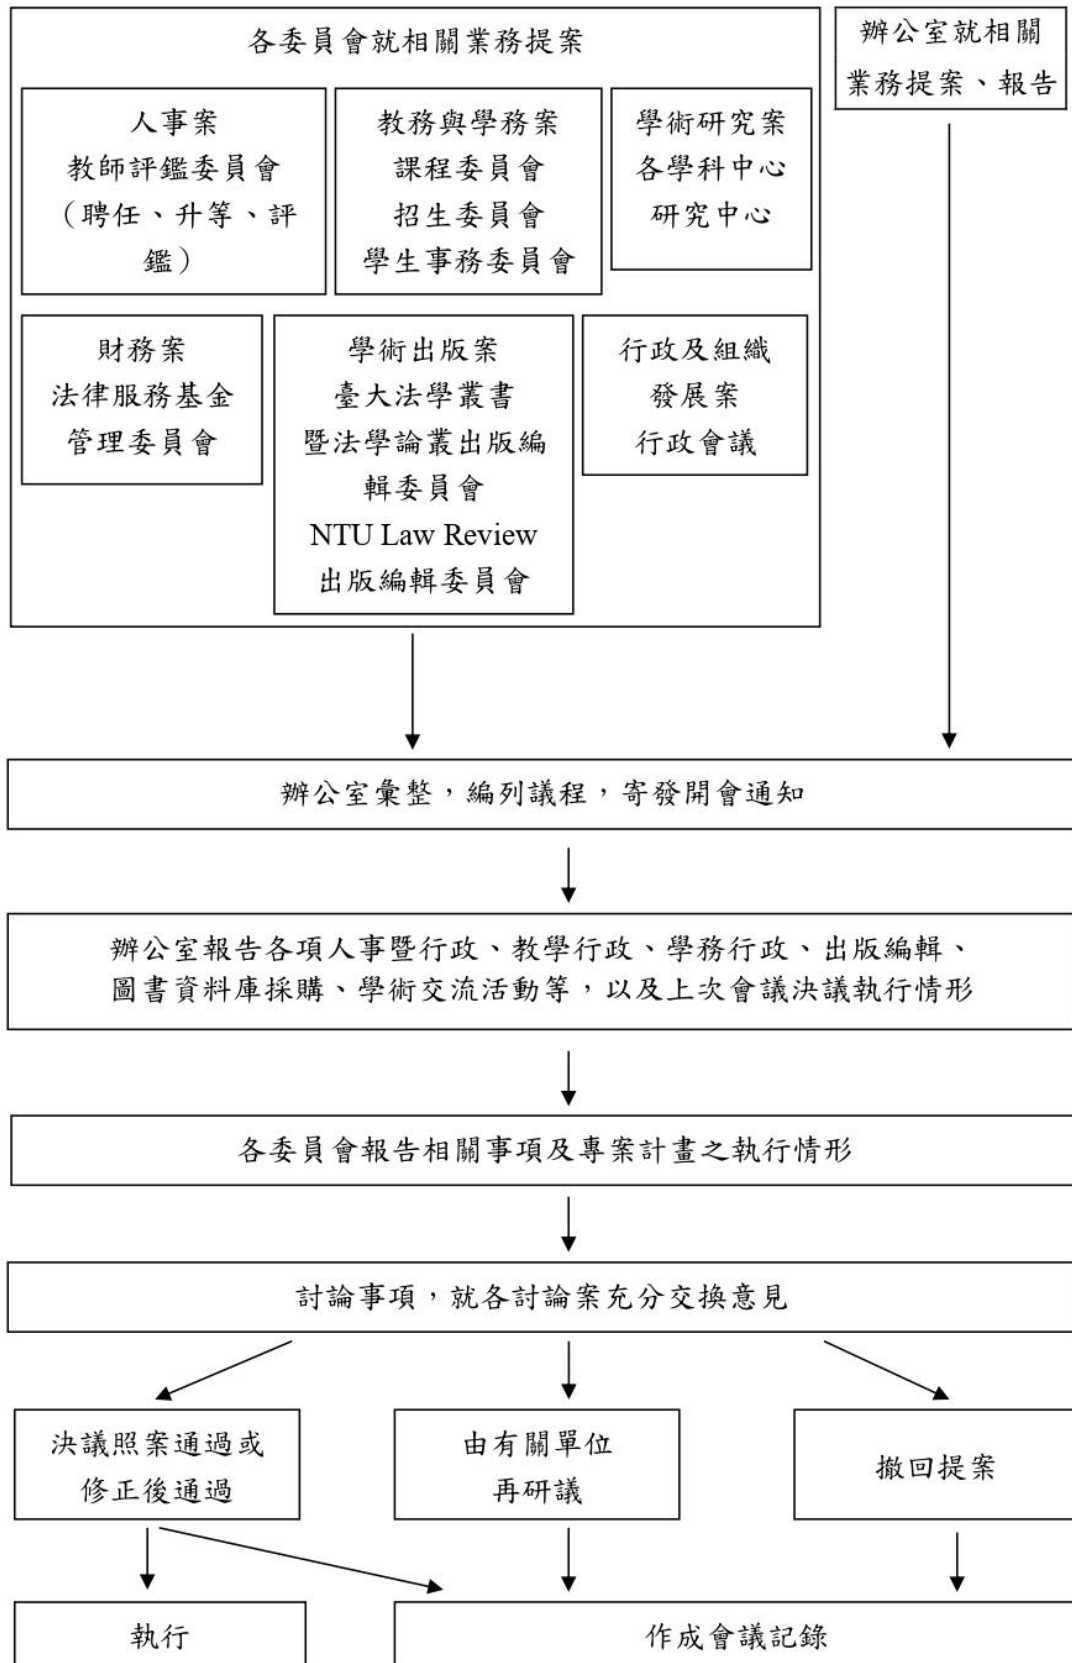 各委員會就相關業務提案
辦公室就相關
業務提案、報告
人事案
教師評鑑委員會
（聘任、升等、評
鑑）
教務與學務案
課程委員會
招生委員會
學生事務委員會
學術研究案
各學科中心
研究中心
財務案
法律服務基金
管理委員會
學術出版案
臺大法學叢書
暨法學論叢出版編
輯委員會
NTU Law Review
出版編輯委員會
行政及組織
發展案
行政會議
辦公室彙整，編列議程，寄發開會通知
辦公室報告各項人事暨行政、教學行政、學務行政、出版編輯、
圖書資料庫採購、學術交流活動等，以及上次會議決議執行情形
各委員會報告相關事項及專案計畫之執行情形
討論事項，就各討論案充分交換意見
決議照案通過或
修正後通過
由有關單位
再研議
撤回提案
執行
作成會議記錄